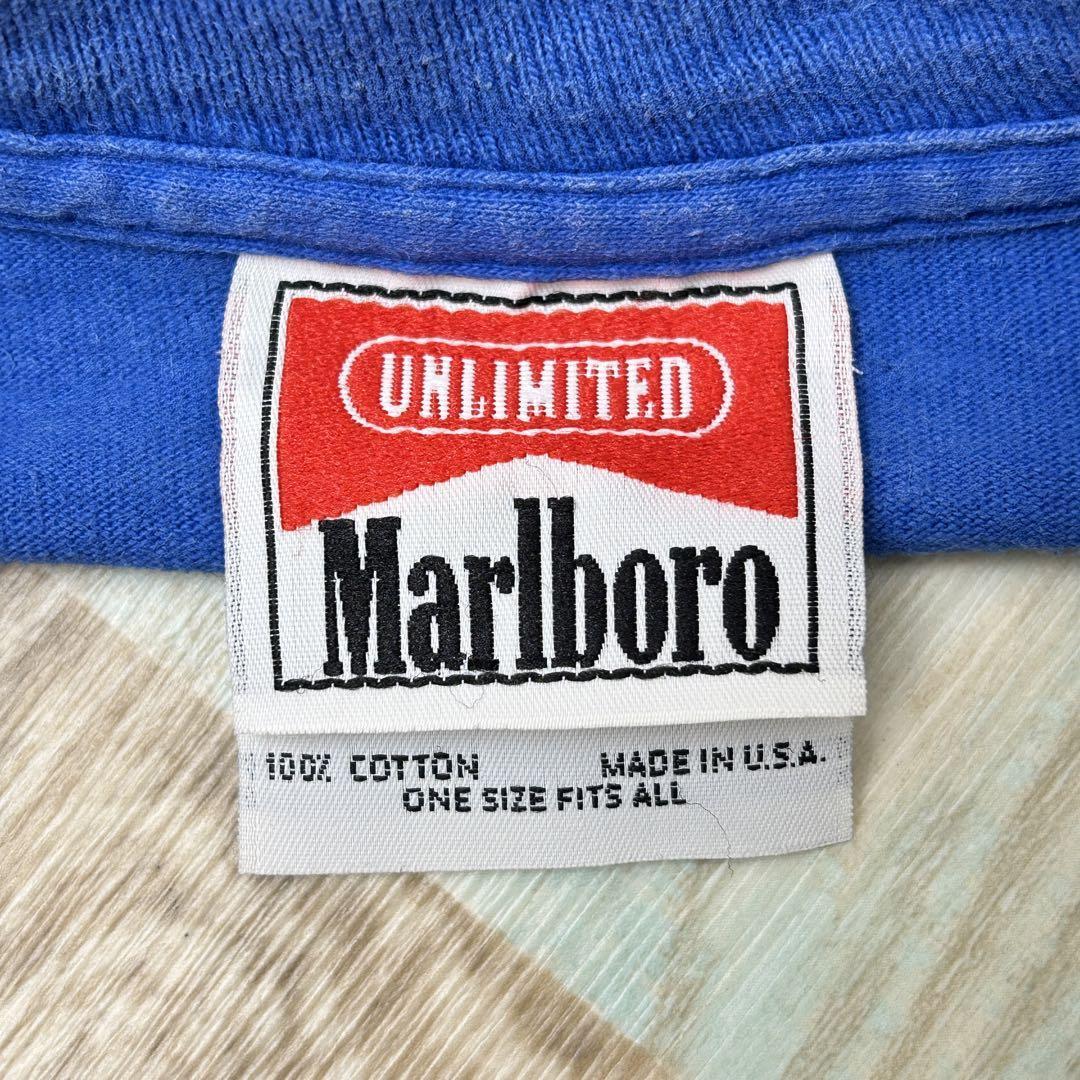 UNLIMITED
Marlboro
100% COTTON MADE IN U.S.A.
ONE SIZE FITS ALL